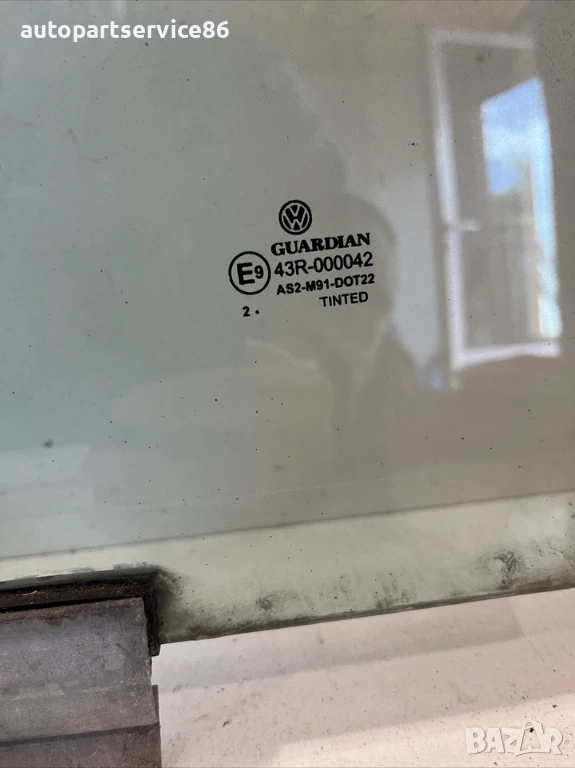 autopartservice86
GUARDIAN
E9 43R-000042
AS2-M91-DOT22
TINTED
2 .
BAZAR